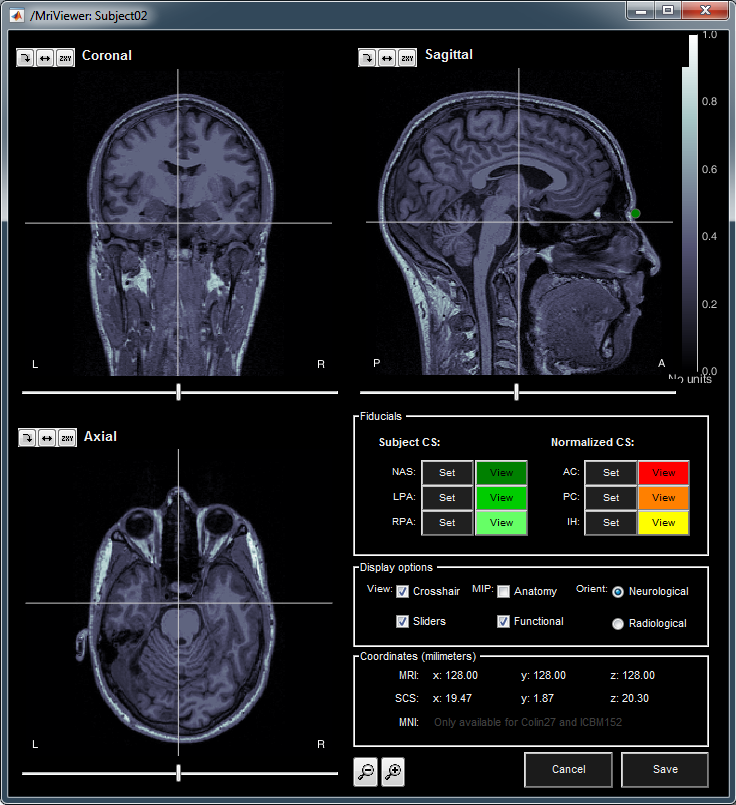 /MriViewer: Subject02
ZXY Coronal
ZXY Sagittal
1.0
0.8
0.6
0.4
0.2
0.0
No units
L R
P A
ZXY Axial
L R
Fiducials
Subject CS: Normalized CS:
NAS: Set View AC: Set View
LPA: Set View PC: Set View
RPA: Set View IH: Set View
Display options
View: Crosshair MIP: Anatomy Orient: Neurological
Sliders Functional Radiological
Coordinates (milimeters)
MRI: x: 128.00 y: 128.00 z: 128.00
SCS: x: 19.47 y: 1.87 z: 20.30
MNI: Only available for Colin27 and ICBM152
Cancel Save